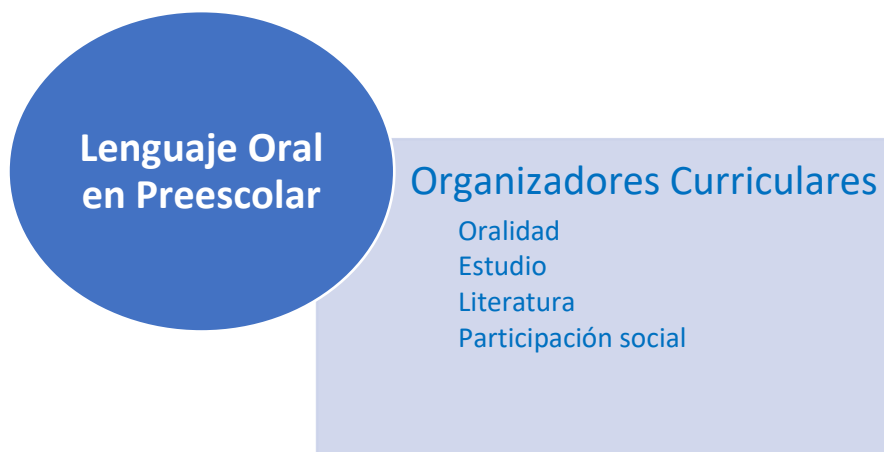 Lenguaje Oral
en Preescolar
Organizadores Curriculares
Oralidad
Estudio
Literatura
Participación social